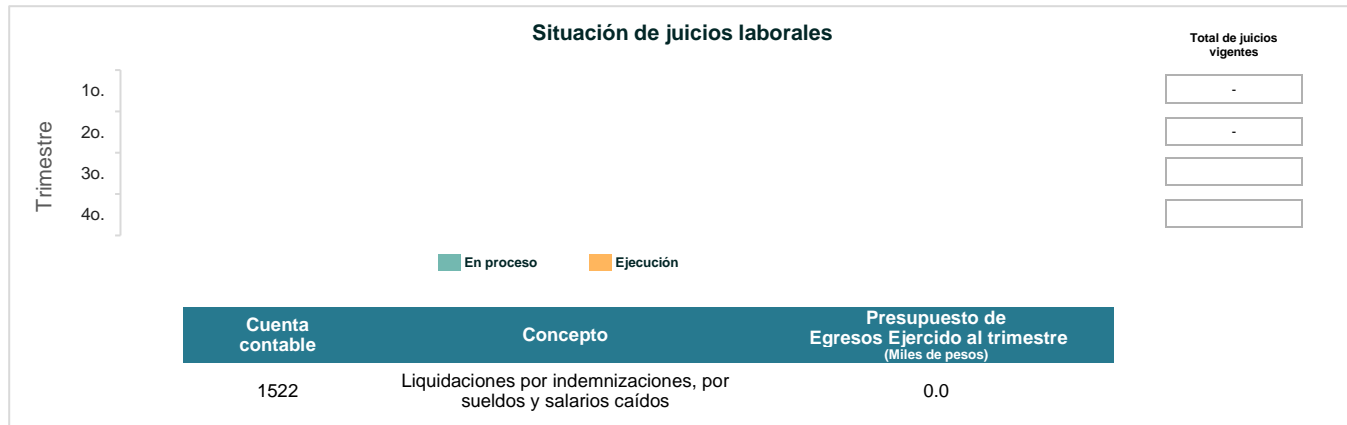 Situación de juicios laborales
Total de juicios
vigentes
Trimestre
1o.
-
2o.
-
3o.
4o.
En proceso
Ejecución
Cuenta
contable
Concepto
Presupuesto de
Egresos Ejercido al trimestre
(Miles de pesos)
1522
Liquidaciones por indemnizaciones, por
sueldos y salarios caídos
0.0